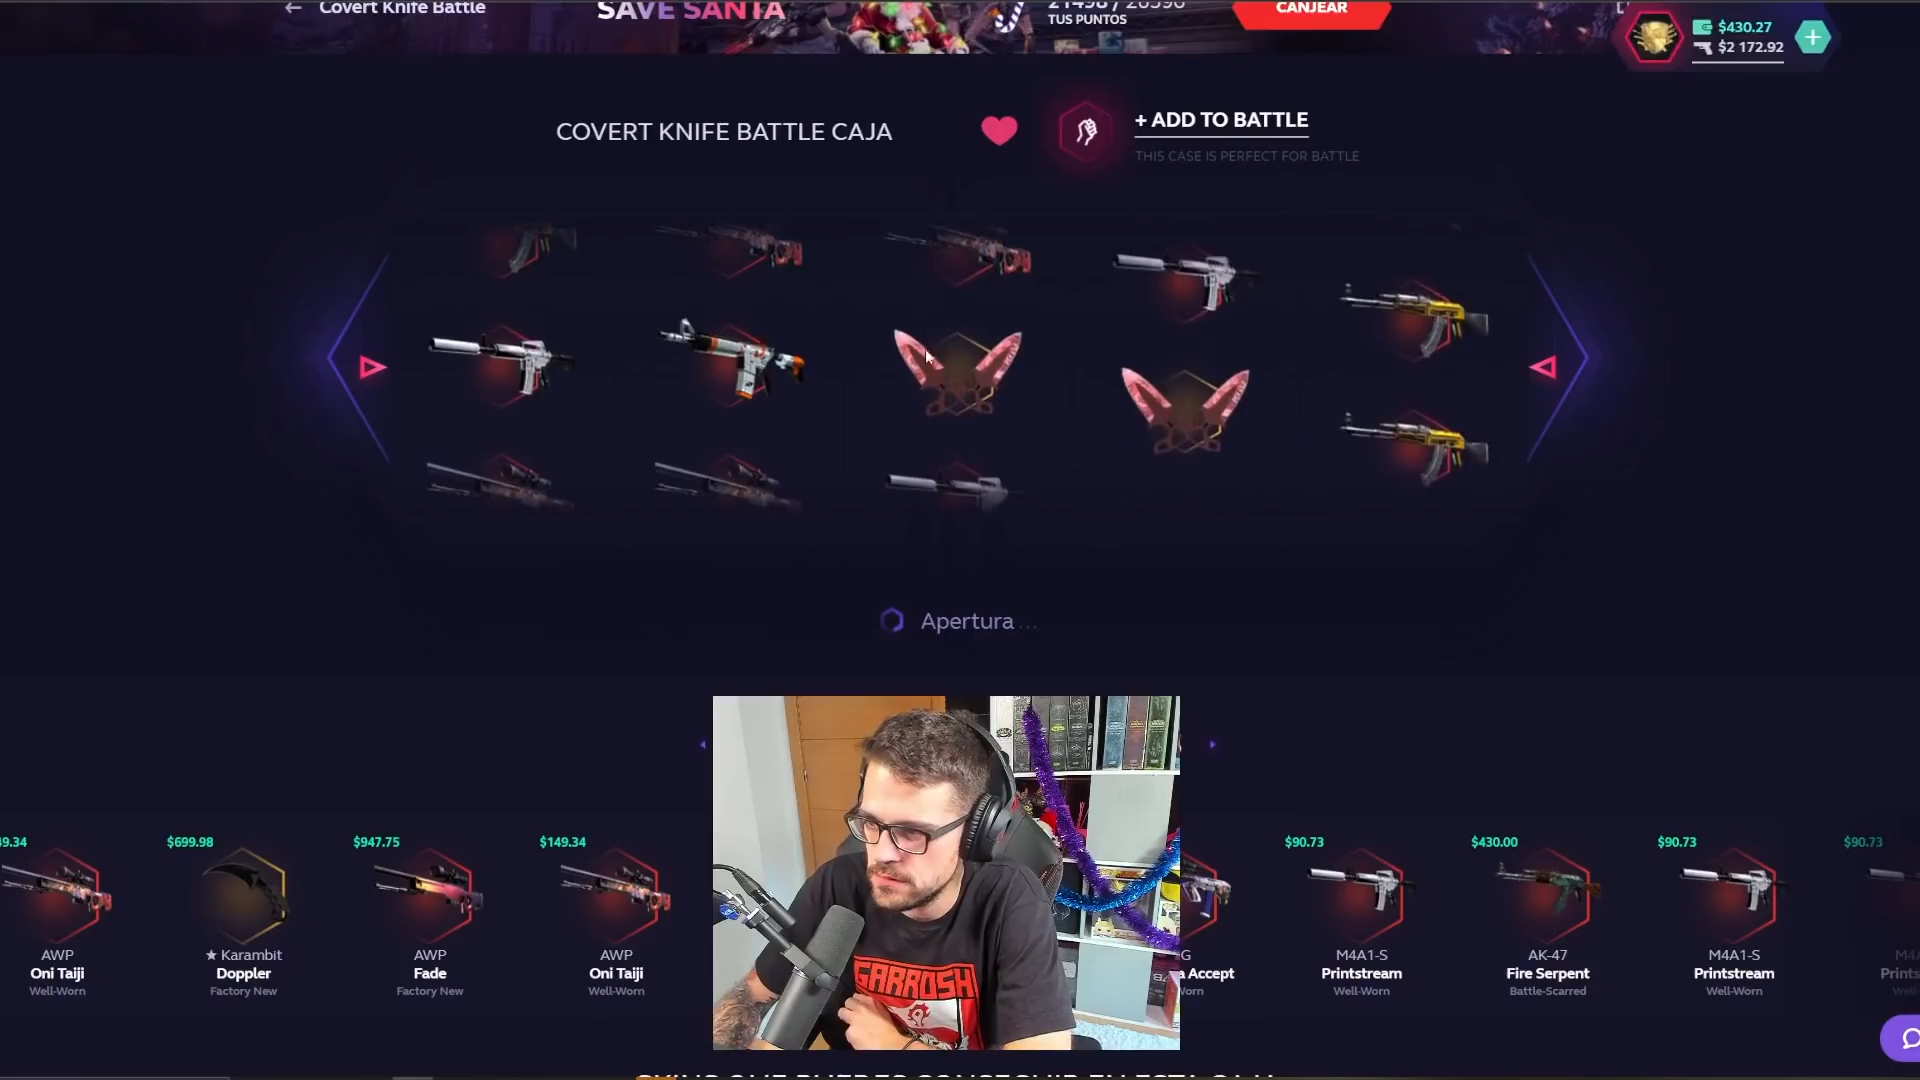 Covert Knife Battle
SAVE SANTA
TUS PUNTOS
CANJEAR
$430.27
$2 172.92
COVERT KNIFE BATTLE CAJA
+ ADD TO BATTLE
THIS CASE IS PERFECT FOR BATTLE
Apertura...
$699.98
$947.75
$149.34
$90.73
$430.00
$90.73
$90.73
AWP
Oni Taiji
Well-Worn
★ Karambit
Doppler
Factory New
AWP
Fade
Factory New
AWP
Oni Taiji
Well-Worn
GARROSH
Accept
M4A1-S
Printstream
Well-Worn
AK-47
Fire Serpent
Battle-Scarred
M4A1-S
Printstream
Well-Worn